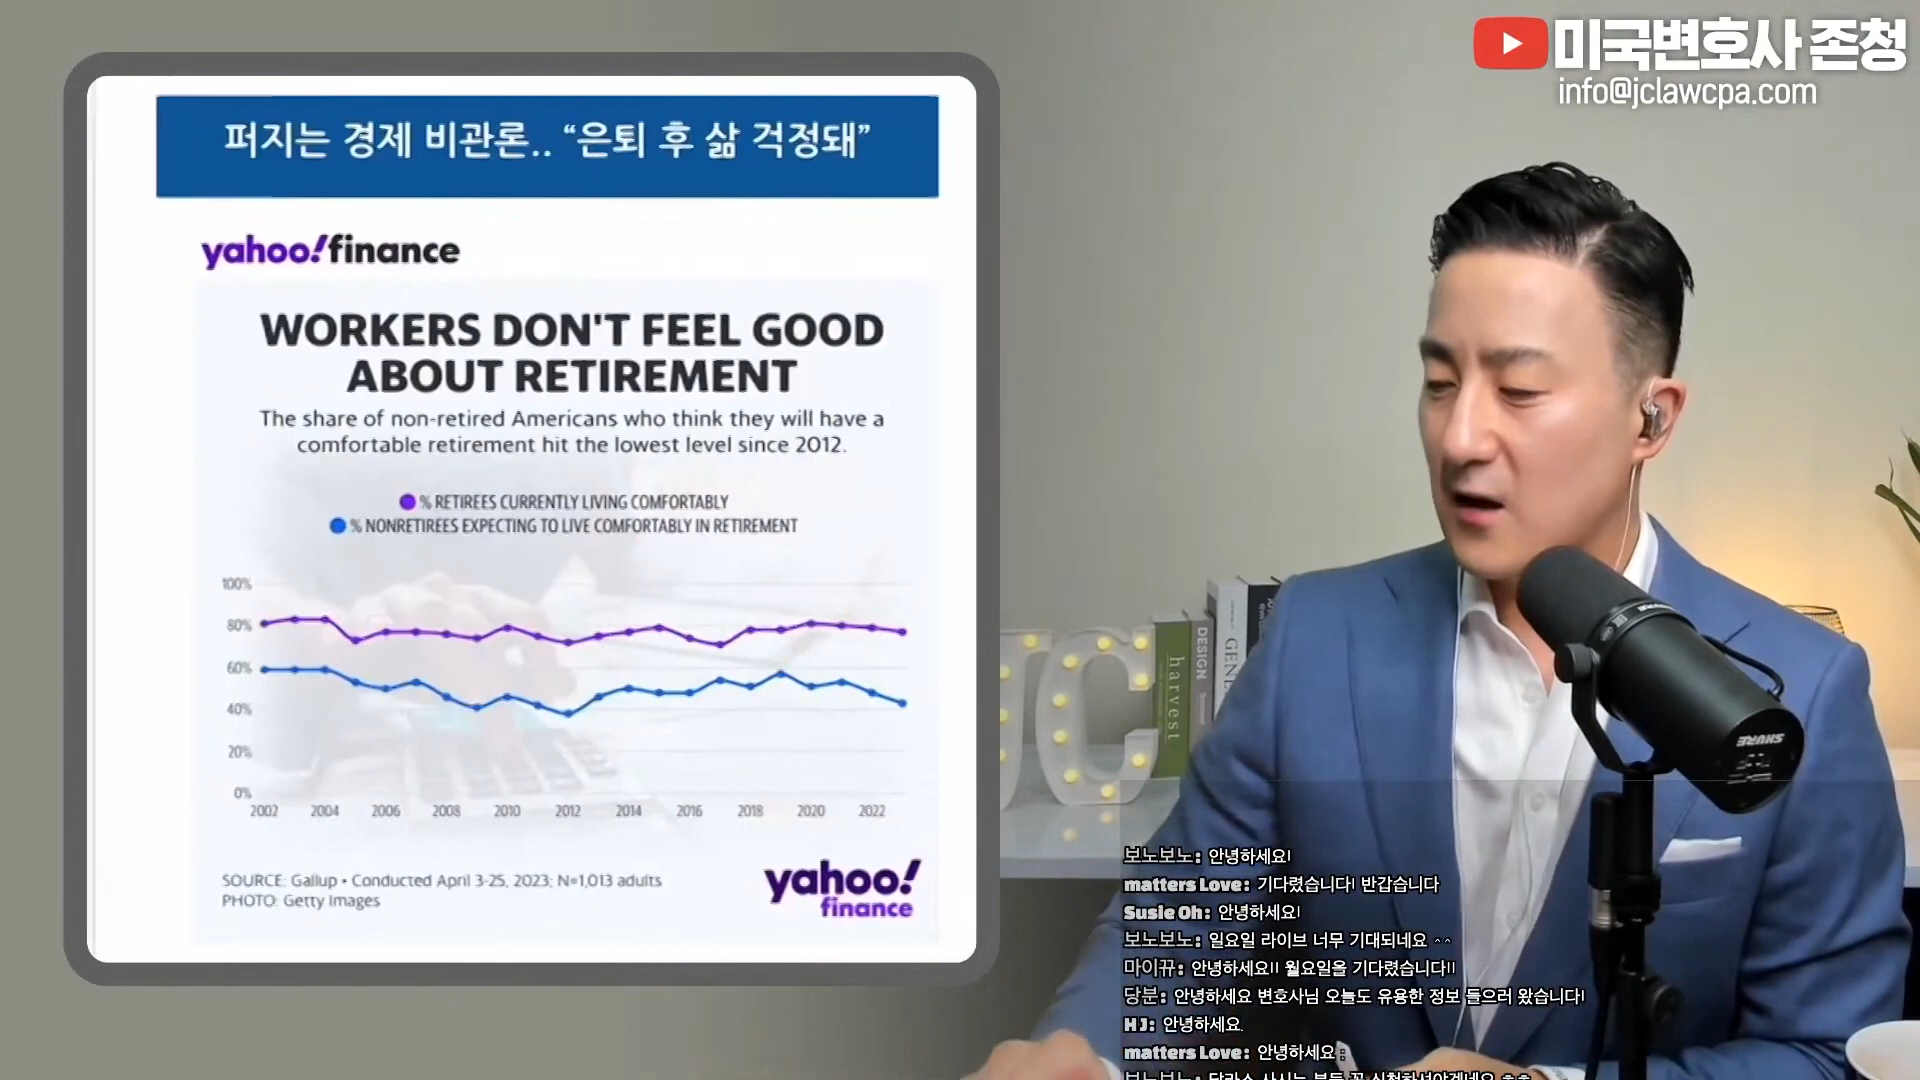 미국변호사 존청
info@jclawcpa.com
퍼지는 경제 비관론.. “은퇴 후 삶 걱정돼”
yahoo!finance
WORKERS DON'T FEEL GOOD
ABOUT RETIREMENT
The share of non-retired Americans who think they will have a
comfortable retirement hit the lowest level since 2012.
% RETIREES CURRENTLY LIVING COMFORTABLY
% NONRETIREES EXPECTING TO LIVE COMFORTABLY IN RETIREMENT
100%
80%
60%
40%
20%
0%
2002 2004 2006 2008 2010 2012 2014 2016 2018 2020 2022
SOURCE: Gallup • Conducted April 3-25, 2023; N=1,013 adults
PHOTO: Getty Images
yahoo!
finance
C
harvest
DESIGN
SHURE
보노보노: 안녕하세요!
matters Love: 기다렸습니다! 반갑습니다
Susie Oh: 안녕하세요!
보노보노: 일요일 라이브 너무 기대되네요 ^^
마이뀨: 안녕하세요!! 월요일을 기다렸습니다!!
당분: 안녕하세요 변호사님 오늘도 유용한 정보 들으러 왔습니다!
H J: 안녕하세요.
matters Love: 안녕하세요